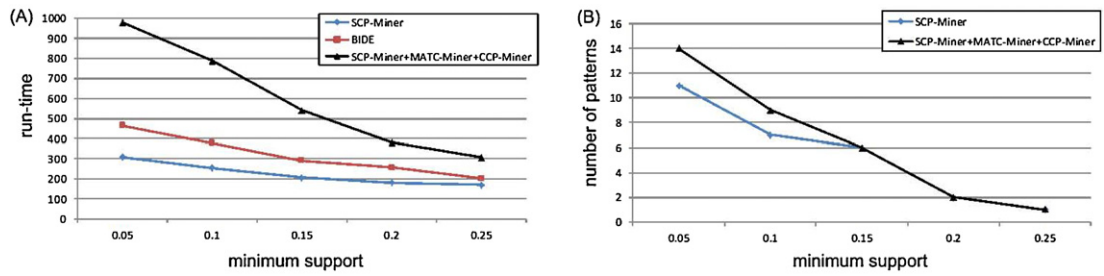 (A)
SCP-Miner
BIDE
SCP-Miner+MATC-Miner+CCP-Miner
run-time
1000
900
800
700
600
500
400
300
200
100
0
0.05 0.1 0.15 0.2 0.25
minimum support
(B)
SCP-Miner
SCP-Miner+MATC-Miner+CCP-Miner
number of patterns
16
14
12
10
8
6
4
2
0
0.05 0.1 0.15 0.2 0.25
minimum support